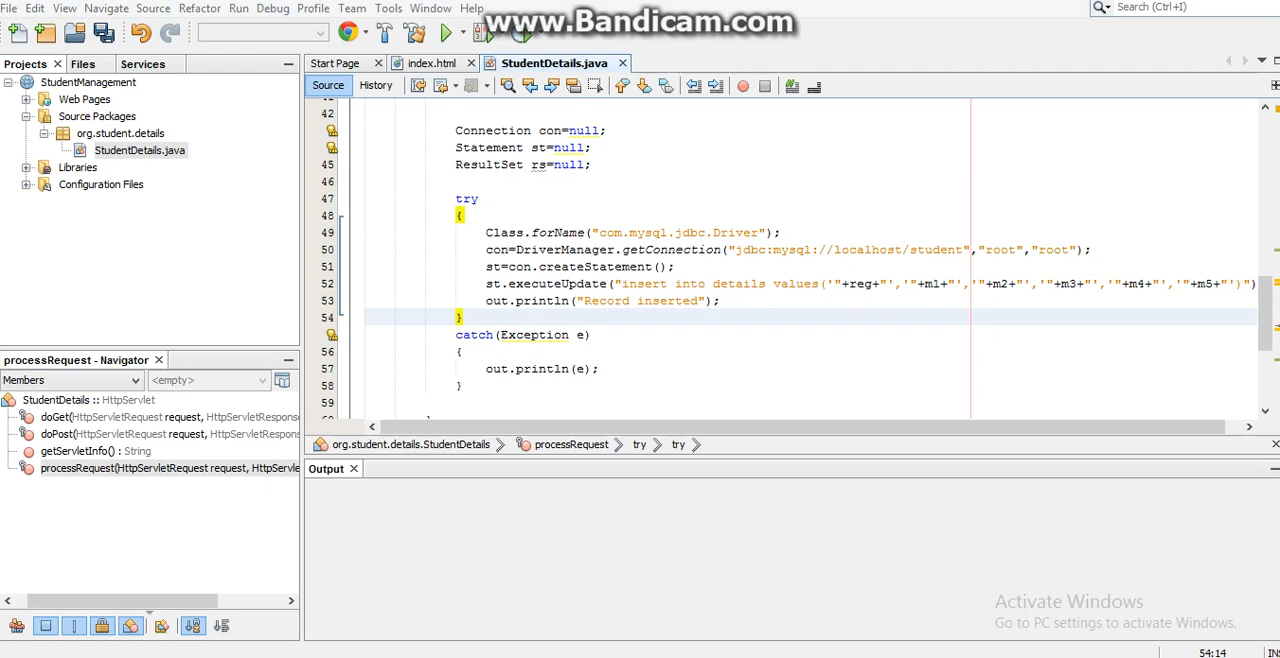 File Edit View Navigate Source Refactor Run Debug Profile Team Tools Window Help
www.Bandicam.com
Search (Ctrl+I)
Projects Files Services
Start Page index.html StudentDetails.java
StudentManagement
Web Pages
Source Packages
org.student.details
StudentDetails.java
Libraries
Configuration Files
Source History
42
Connection con=null;
Statement st=null;
45 ResultSet rs=null;
46
47 try
48 {
49 Class.forName("com.mysql.jdbc.Driver");
50 con=DriverManager.getConnection("jdbc:mysql://localhost/student","root","root");
51 st=con.createStatement();
52 st.executeUpdate("insert into details values('"+reg+"','"+m1+"','"+m2+"','"+m3+"','"+m4+"','"+m5+"')")
53 out.println("Record inserted");
54 }
catch(Exception e)
56 {
57 out.println(e);
58 }
59
processRequest - Navigator
Members <empty>
StudentDetails :: HttpServlet
doGet(HttpServletRequest request, HttpServletRespons
doPost(HttpServletRequest request, HttpServletRespons
getServletInfo() : String
processRequest(HttpServletRequest request, HttpServle
org.student.details.StudentDetails processRequest try try
Output
Activate Windows
Go to PC settings to activate Windows.
54:14 INS